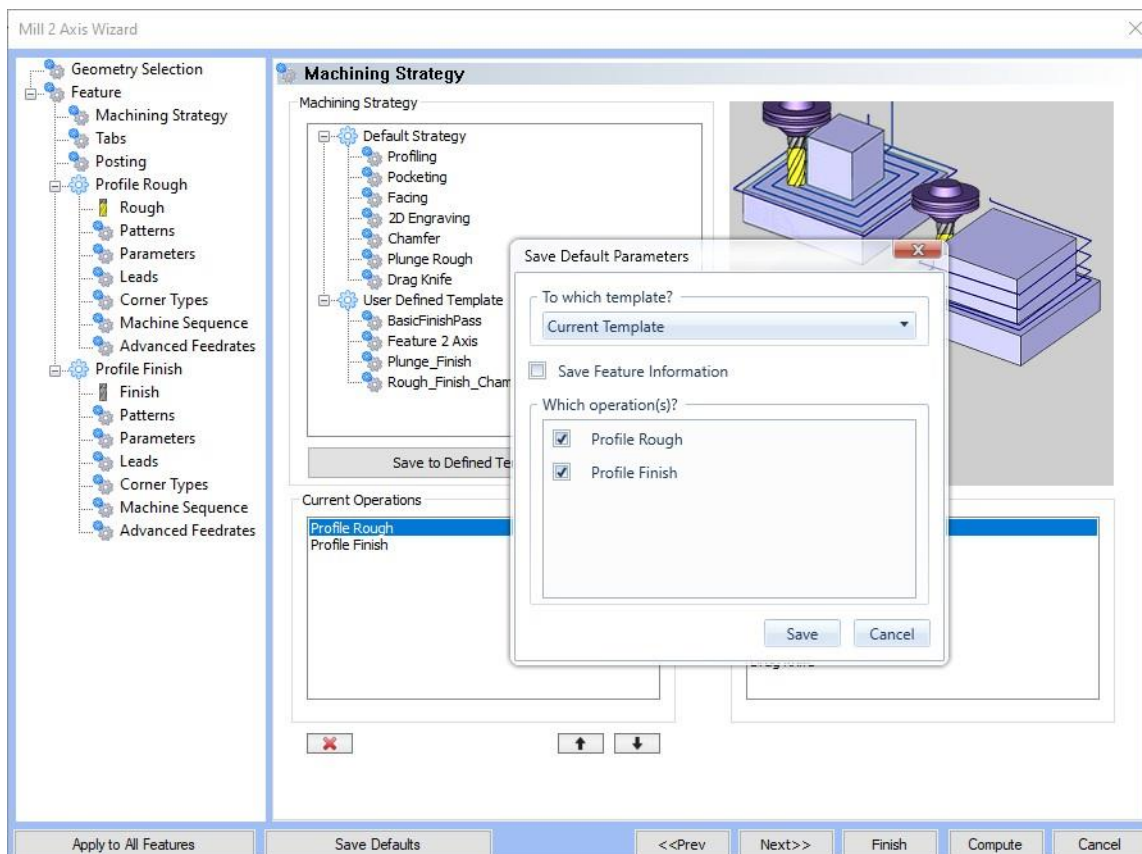 Mill 2 Axis Wizard
Geometry Selection
Feature
Machining Strategy
Tabs
Posting
Profile Rough
Rough
Patterns
Parameters
Leads
Corner Types
Machine Sequence
Advanced Feedrates
Profile Finish
Finish
Patterns
Parameters
Leads
Corner Types
Machine Sequence
Advanced Feedrates
Machining Strategy
Machining Strategy
Default Strategy
Profiling
Pocketing
Facing
2D Engraving
Chamfer
Plunge Rough
Drag Knife
User Defined Template
BasicFinishPass
Feature 2 Axis
Plunge_Finish
Rough_Finish_Cham
Save to Defined Te
Current Operations
Profile Rough
Profile Finish
Save Default Parameters
To which template?
Current Template
Save Feature Information
Which operation(s)?
Profile Rough
Profile Finish
Save
Cancel
Apply to All Features
Save Defaults
<<Prev
Next>>
Finish
Compute
Cancel